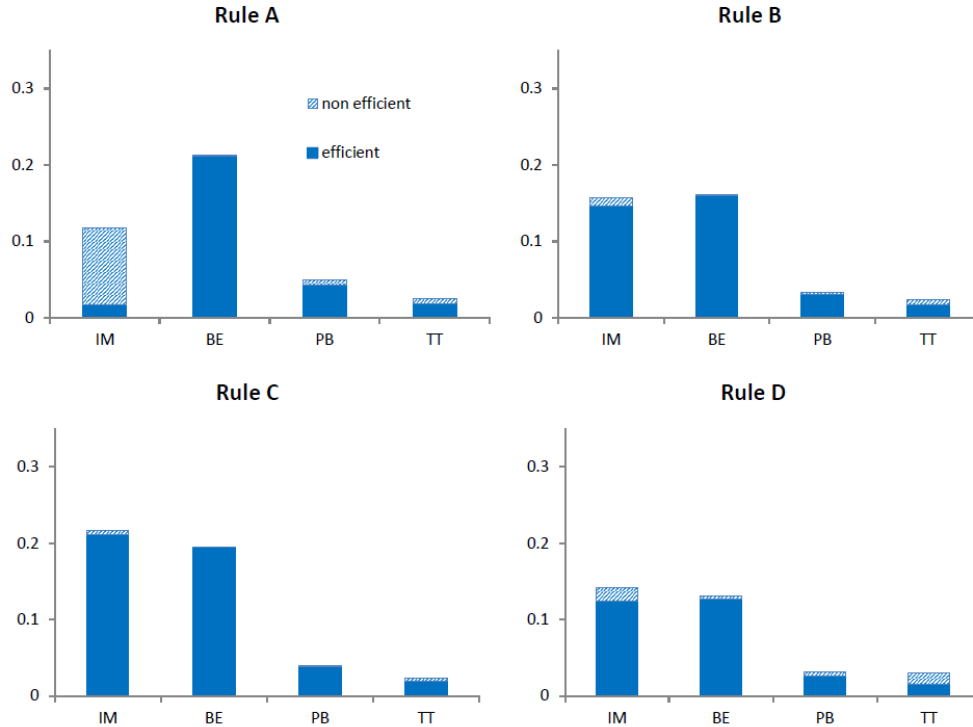 Rule A
0.3
0.2
0.1
0
non efficient
efficient
IM BE PB TT
Rule B
0.3
0.2
0.1
0
IM BE PB TT
Rule C
0.3
0.2
0.1
0
IM BE PB TT
Rule D
0.3
0.2
0.1
0
IM BE PB TT